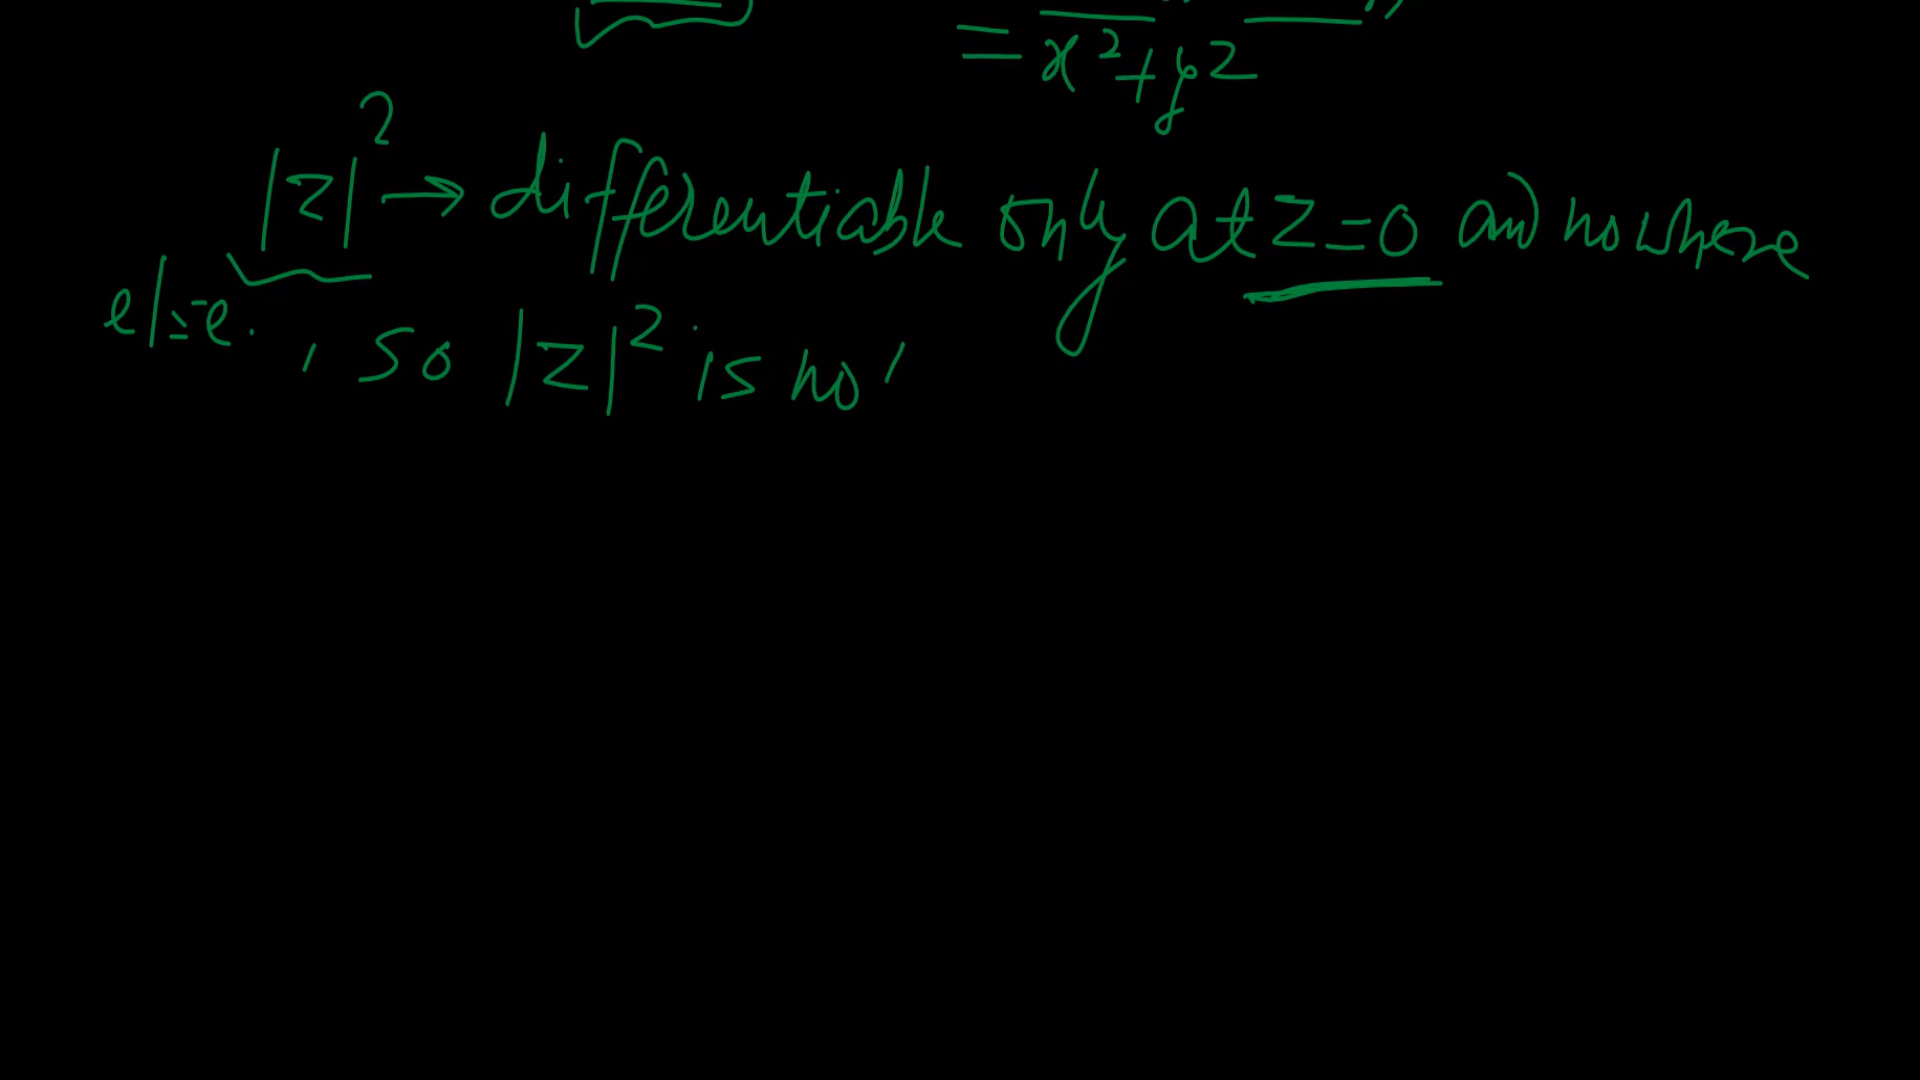 = x²+y²
|z|² → differentiable only at z=0 and nowhere
else. , so |z|² is no